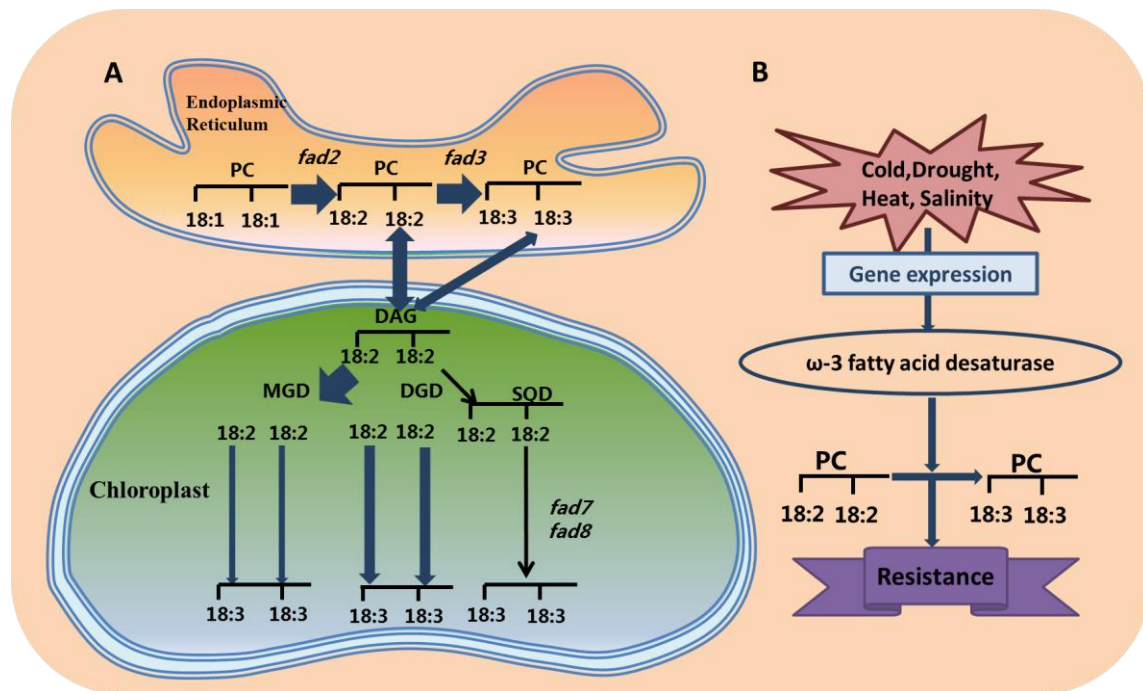 A
Endoplasmic
Reticulum
PC fad2 PC fad3 PC
18:1 18:1 18:2 18:2 18:3 18:3
DAG
18:2 18:2
MGD DGD SQD
18:2 18:2 18:2 18:2 18:2 18:2
Chloroplast
fad7
fad8
18:3 18:3 18:3 18:3 18:3 18:3
B
Cold,Drought,
Heat, Salinity
Gene expression
ω-3 fatty acid desaturase
PC PC
18:2 18:2 18:3 18:3
Resistance